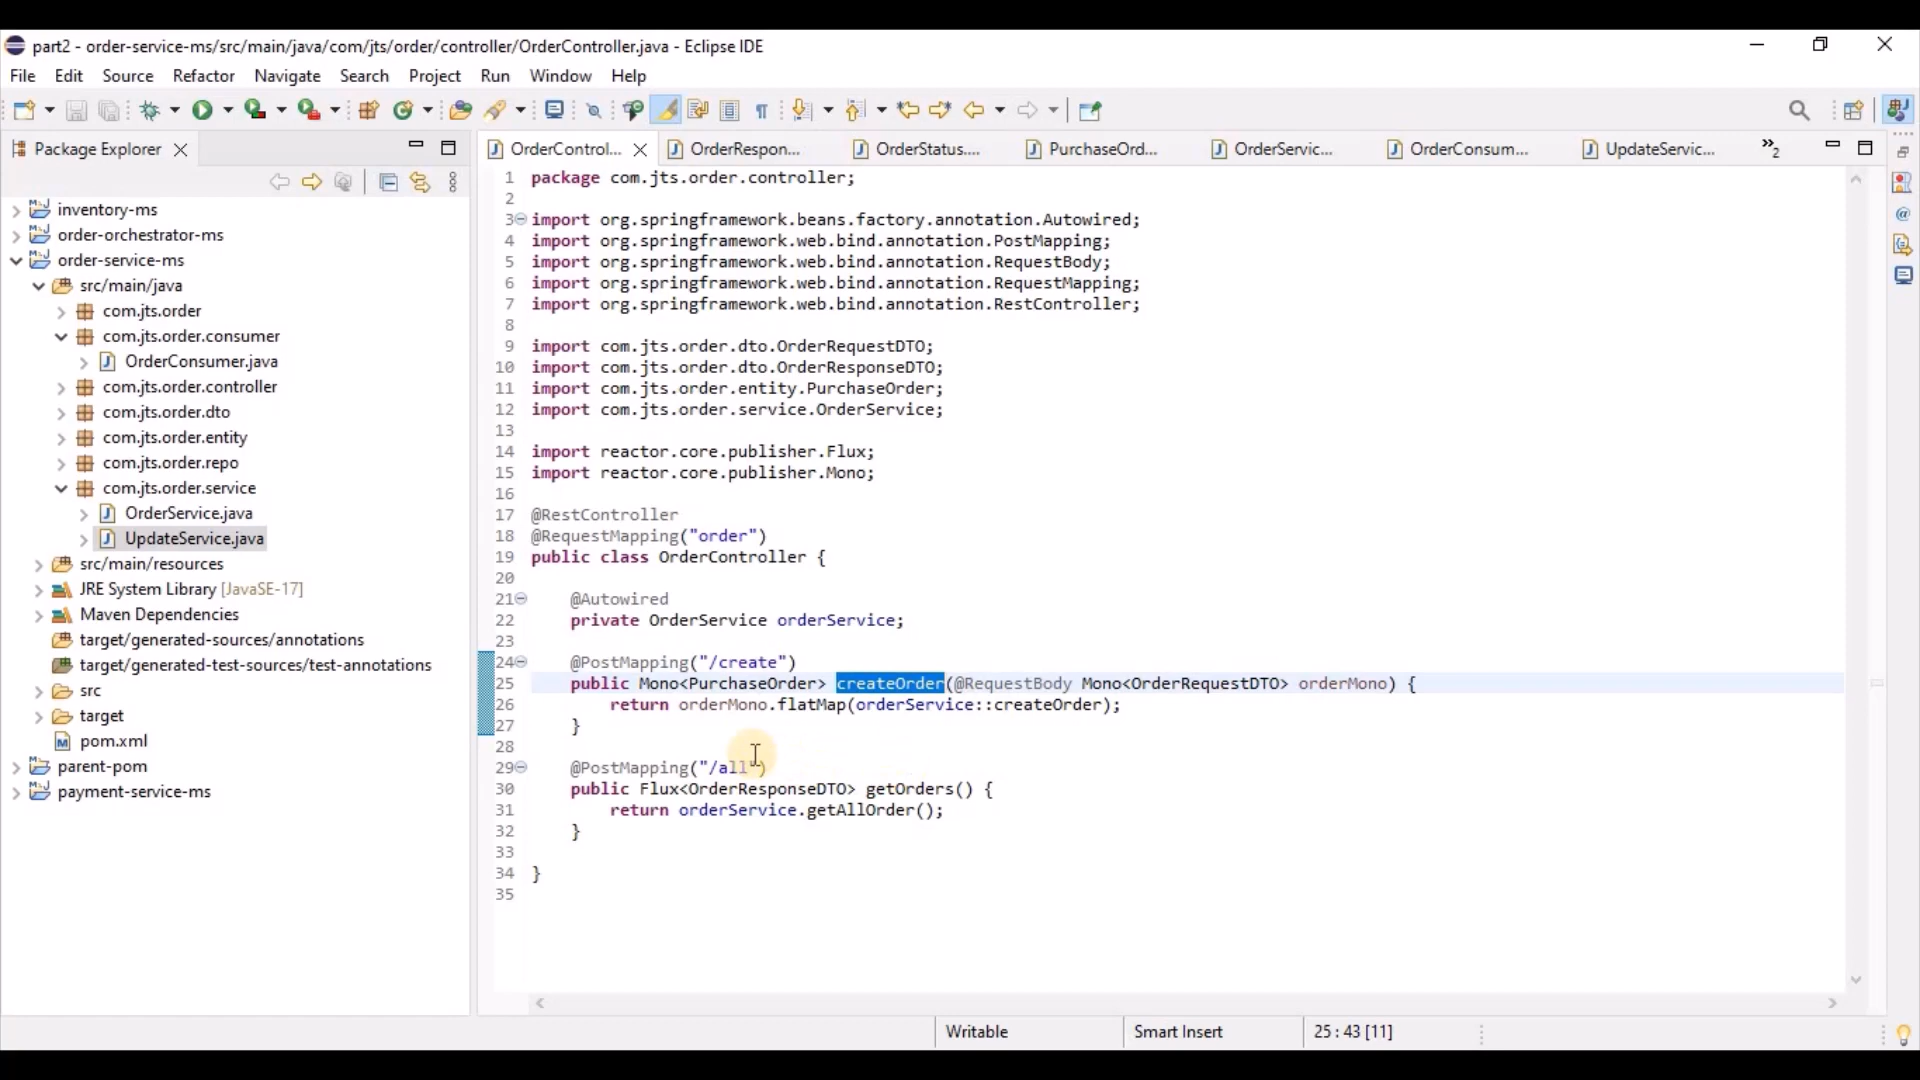 part2 - order-service-ms/src/main/java/com/jts/order/controller/OrderController.java - Eclipse IDE
File Edit Source Refactor Navigate Search Project Run Window Help
Package Explorer
inventory-ms
order-orchestrator-ms
order-service-ms
src/main/java
com.jts.order
com.jts.order.consumer
OrderConsumer.java
com.jts.order.controller
com.jts.order.dto
com.jts.order.entity
com.jts.order.repo
com.jts.order.service
OrderService.java
UpdateService.java
src/main/resources
JRE System Library [JavaSE-17]
Maven Dependencies
target/generated-sources/annotations
target/generated-test-sources/test-annotations
src
target
pom.xml
parent-pom
payment-service-ms
OrderControl... OrderRespon... OrderStatus.... PurchaseOrd... OrderServic... OrderConsum... UpdateServic... »2
1 package com.jts.order.controller;
2
3 import org.springframework.beans.factory.annotation.Autowired;
4 import org.springframework.web.bind.annotation.PostMapping;
5 import org.springframework.web.bind.annotation.RequestBody;
6 import org.springframework.web.bind.annotation.RequestMapping;
7 import org.springframework.web.bind.annotation.RestController;
8
9 import com.jts.order.dto.OrderRequestDTO;
10 import com.jts.order.dto.OrderResponseDTO;
11 import com.jts.order.entity.PurchaseOrder;
12 import com.jts.order.service.OrderService;
13
14 import reactor.core.publisher.Flux;
15 import reactor.core.publisher.Mono;
16
17 @RestController
18 @RequestMapping("order")
19 public class OrderController {
20
21 @Autowired
22 private OrderService orderService;
23
24 @PostMapping("/create")
25 public Mono<PurchaseOrder> createOrder(@RequestBody Mono<OrderRequestDTO> orderMono) {
26 return orderMono.flatMap(orderService::createOrder);
27 }
28
29 @PostMapping("/all")
30 public Flux<OrderResponseDTO> getOrders() {
31 return orderService.getAllOrder();
32 }
33
34 }
35
Writable Smart Insert 25 : 43 [11]